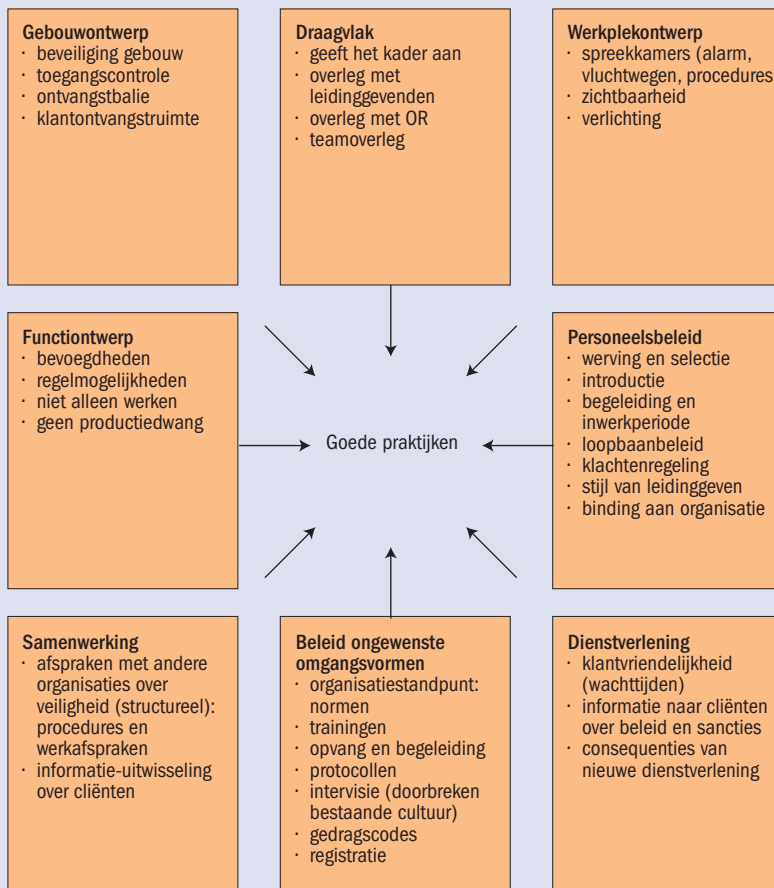 Gebouwontwerp
· beveiliging gebouw
· toegangscontrole
· ontvangstbalie
· klantontvangstruimte
Draagvlak
· geeft het kader aan
· overleg met
leidinggevenden
· overleg met OR
· teamoverleg
Werkplekontwerp
· spreekkamers (alarm,
vluchtwegen, procedures
· zichtbaarheid
· verlichting
Functiontwerp
· bevoegdheden
· regelmogelijkheden
· niet alleen werken
· geen productiedwang
Goede praktijken
Personeelsbeleid
· werving en selectie
· introductie
· begeleiding en
inwerkperiode
· loopbaanbeleid
· klachtenregeling
· stijl van leidinggeven
· binding aan organisatie
Samenwerking
· afspraken met andere
organisaties over
veiligheid (structureel):
procedures en
werkafspraken
· informatie-uitwisseling
over cliënten
Beleid ongewenste
omgangsvormen
· organisatiestandpunt:
normen
· trainingen
· opvang en begeleiding
· protocollen
· intervisie (doorbreken
bestaande cultuur)
· gedragscodes
· registratie
Dienstverlening
· klantvriendelijkheid
(wachttijden)
· informatie naar cliënten
over beleid en sancties
· consequenties van
nieuwe dienstverlening